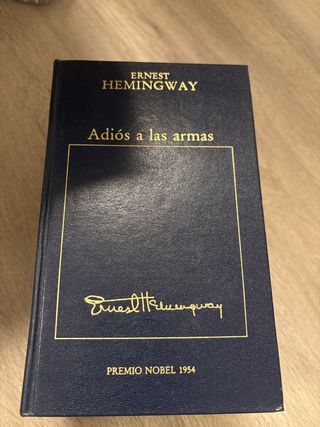 ERNEST
HEMINGWAY
Adiós a las armas
Ernest Hemingway
PREMIO NOBEL 1954